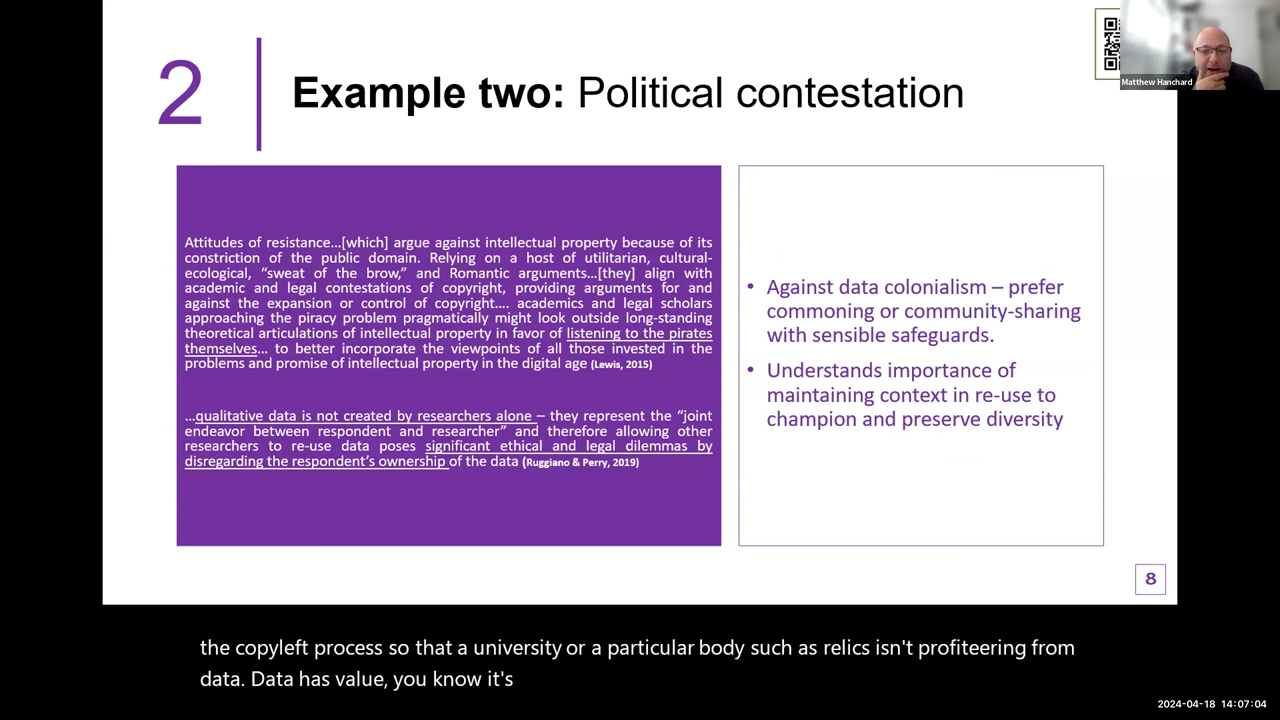 2
Example two: Political contestation
Matthew Hanchard
Attitudes of resistance…[which] argue against intellectual property because of its
constriction of the public domain. Relying on a host of utilitarian, cultural-
ecological, “sweat of the brow,” and Romantic arguments…[they] align with
academic and legal contestations of copyright, providing arguments for and
against the expansion or control of copyright…. academics and legal scholars
approaching the piracy problem pragmatically might look outside long-standing
theoretical articulations of intellectual property in favor of listening to the pirates
themselves… to better incorporate the viewpoints of all those invested in the
problems and promise of intellectual property in the digital age (Lewis, 2015)
…qualitative data is not created by researchers alone – they represent the “joint
endeavor between respondent and researcher” and therefore allowing other
researchers to re-use data poses significant ethical and legal dilemmas by
disregarding the respondent’s ownership of the data (Ruggiano & Perry, 2019)
• Against data colonialism – prefer
commoning or community-sharing
with sensible safeguards.
• Understands importance of
maintaining context in re-use to
champion and preserve diversity
8
the copyleft process so that a university or a particular body such as relics isn't profiteering from
data. Data has value, you know it's
2024-04-18 14:07:04